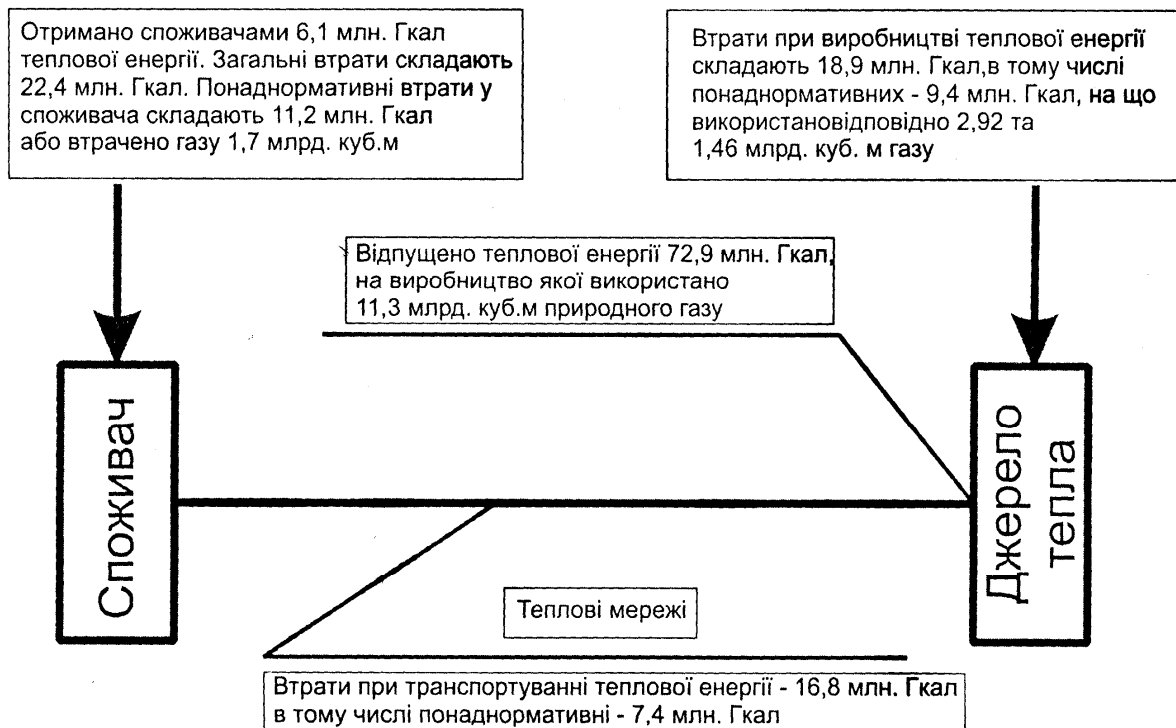 Отримано споживачами 6,1 млн. Гкал
теплової енергії. Загальні втрати складають
22,4 млн. Гкал. Понаднормативні втрати у
споживача складають 11,2 млн. Гкал
або втрачено газу 1,7 млрд. куб.м
Втрати при виробництві теплової енергії
складають 18,9 млн. Гкал,в тому числі
понаднормативних - 9,4 млн. Гкал, на що
використановідповідно 2,92 та
1,46 млрд. куб. м газу
Відпущено теплової енергії 72,9 млн. Гкал,
на виробництво якої використано
11,3 млрд. куб.м природного газу
Споживач
Джерело
тепла
Теплові мережі
Втрати при транспортуванні теплової енергії - 16,8 млн. Гкал
в тому числі понаднормативні - 7,4 млн. Гкал